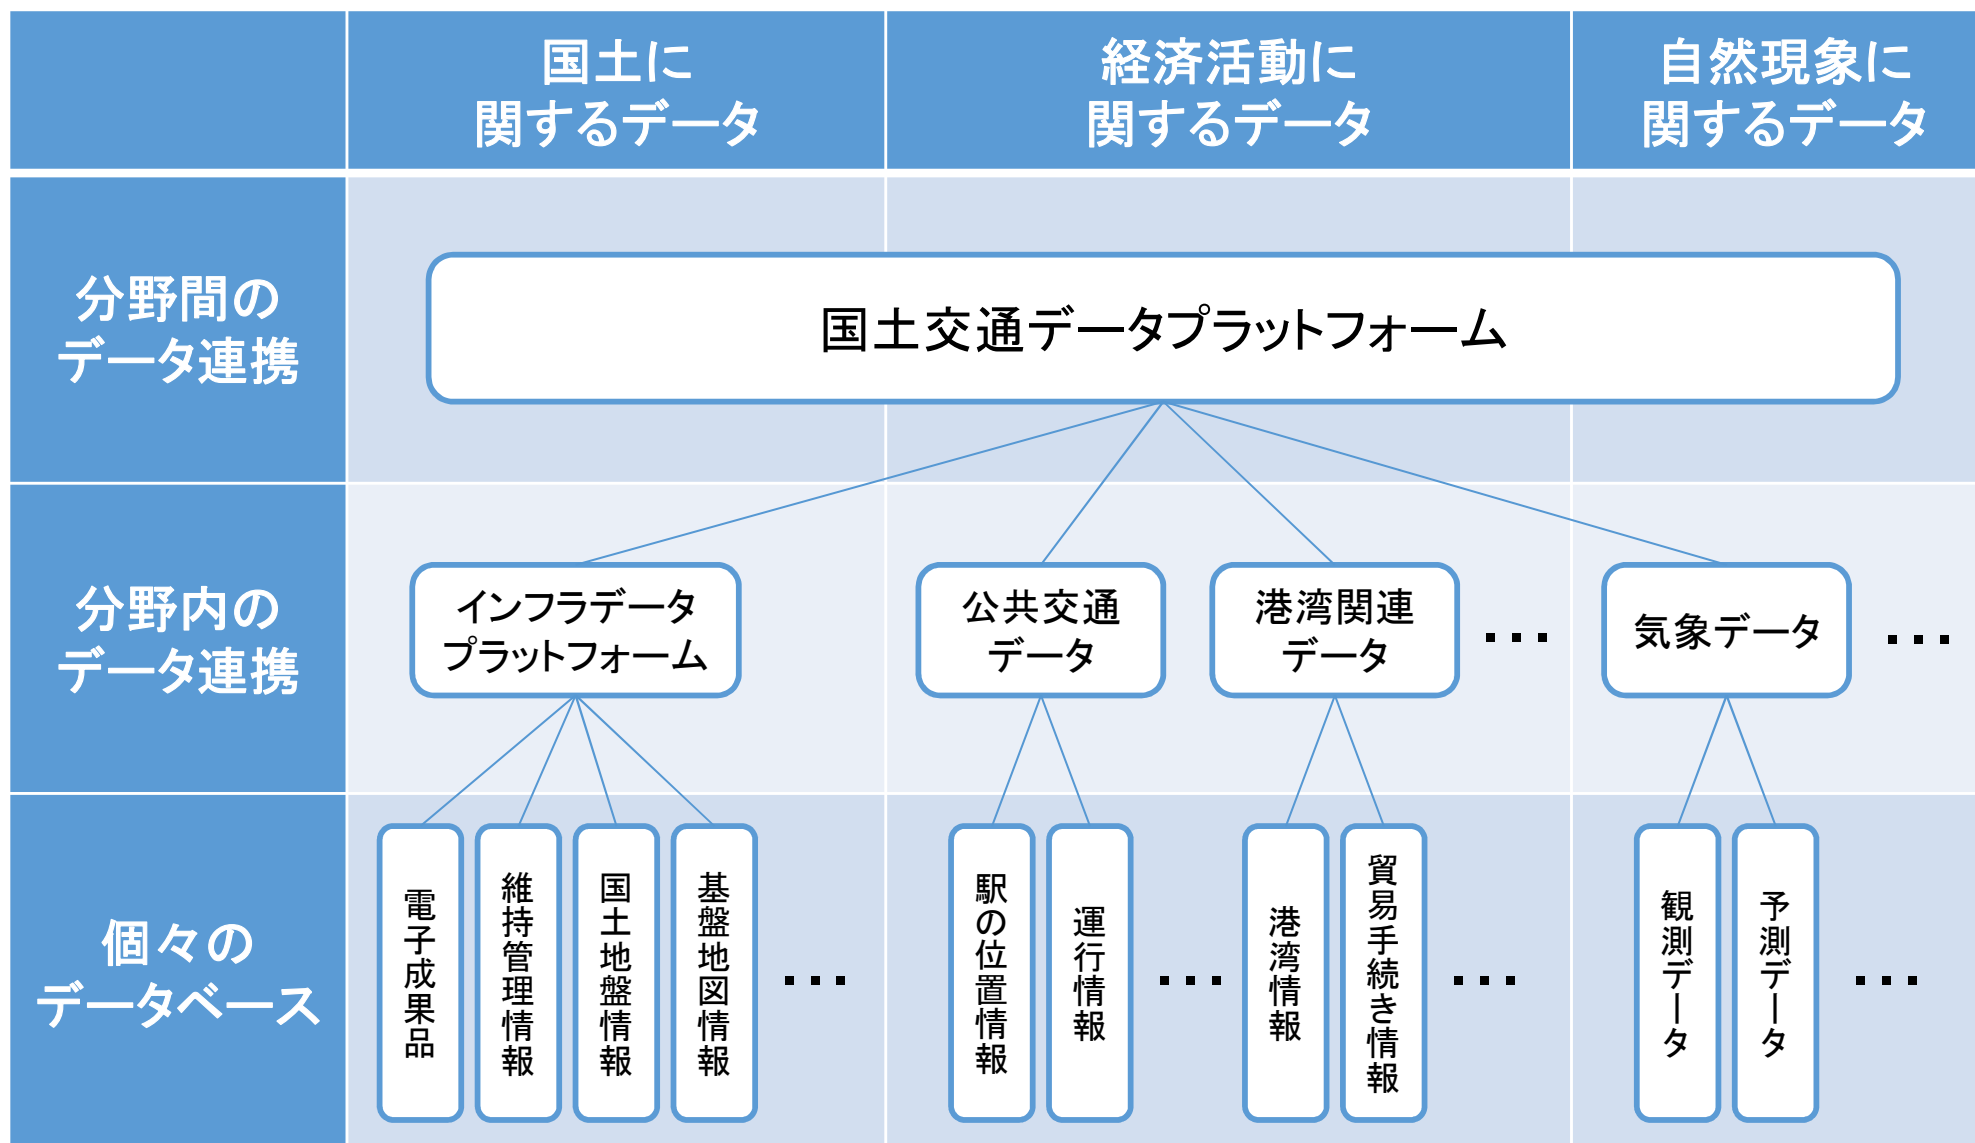 国土に
関するデータ
経済活動に
関するデータ
自然現象に
関するデータ
分野間の
データ連携
国土交通データプラットフォーム
分野内の
データ連携
インフラデータ
プラットフォーム
公共交通
データ
港湾関連
データ
…
気象データ
…
個々の
データベース
電子成果品
維持管理情報
国土地盤情報
基盤地図情報
…
駅の位置情報
運行情報
…
港湾情報
貿易手続き情報
…
観測データ
予測データ
…